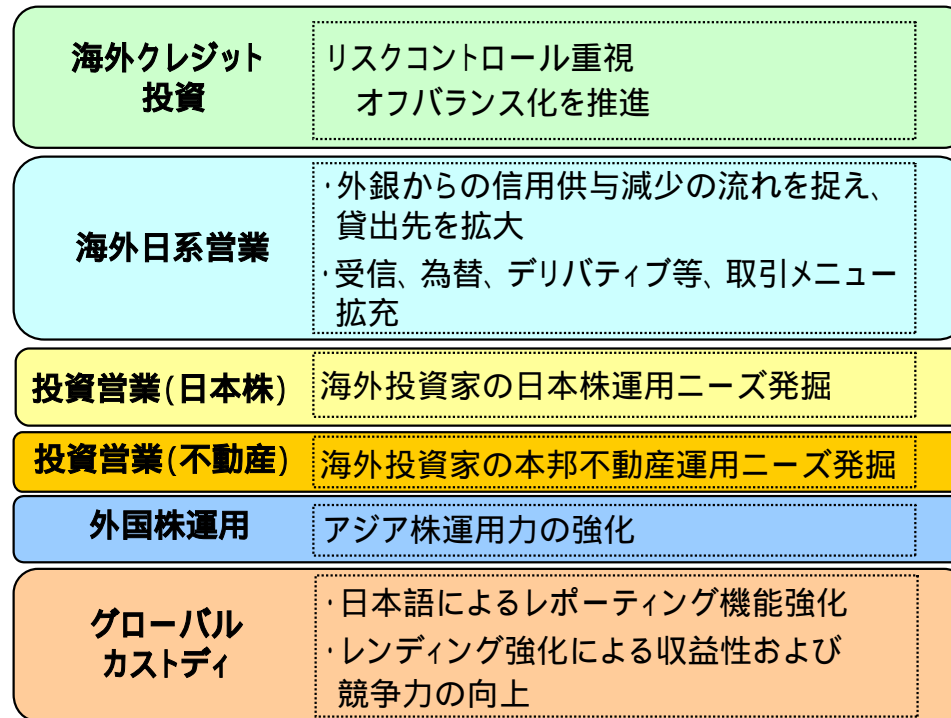 海外クレジット
投資
リスクコントロール重視
オフバランス化を推進
海外日系営業
・外銀からの信用供与減少の流れを捉え、
貸出先を拡大
・受信、為替、デリバティブ等、取引メニュー
拡充
投資営業(日本株)
海外投資家の日本株運用ニーズ発掘
投資営業(不動産)
海外投資家の本邦不動産運用ニーズ発掘
外国株運用
アジア株運用力の強化
グローバル
カストディ
・日本語によるレポーティング機能強化
・レンディング強化による収益性および
競争力の向上